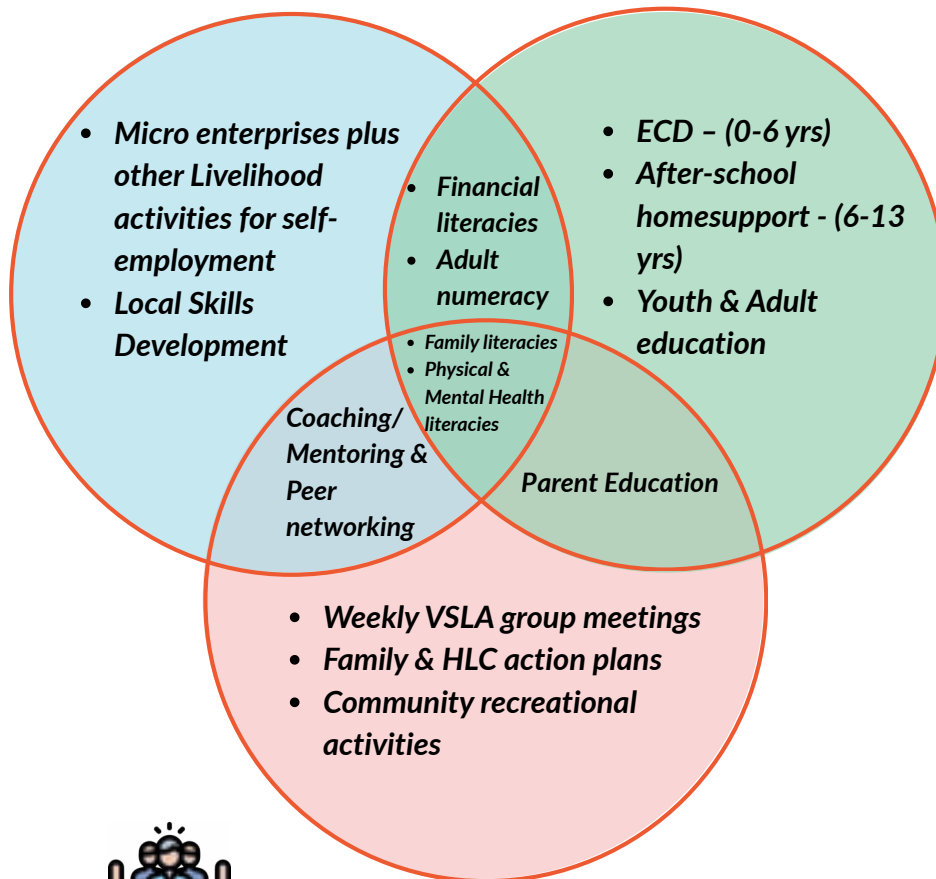 • Micro enterprises plus
other Livelihood
activities for self-
employment
• Local Skills
Development
• Financial
literacies
• Adult
numeracy
• ECD – (0-6 yrs)
• After-school
homesupport - (6-13
yrs)
• Youth & Adult
education
• Family literacies
• Physical &
Mental Health
literacies
Coaching/
Mentoring &
Peer
networking
Parent Education
• Weekly VSLA group meetings
• Family & HLC action plans
• Community recreational
activities